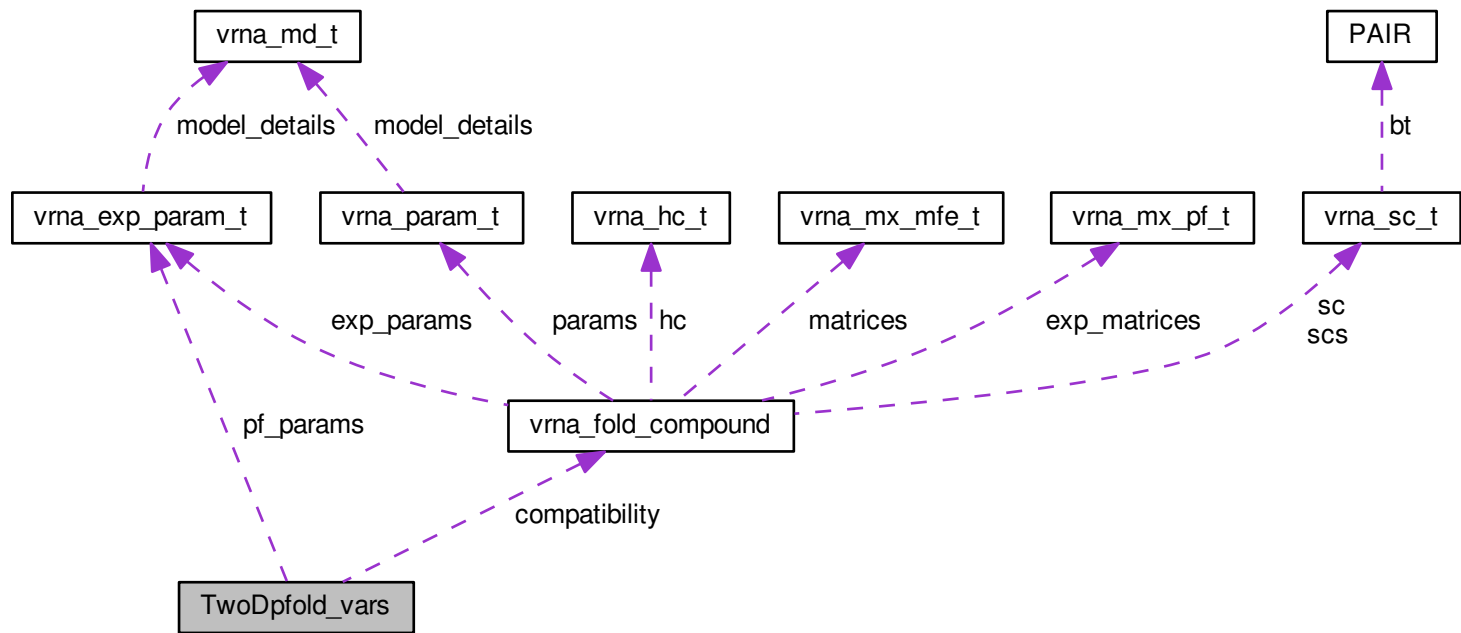 vrna_md_t
PAIR
model_details
model_details
bt
vrna_exp_param_t
vrna_param_t
vrna_hc_t
vrna_mx_mfe_t
vrna_mx_pf_t
vrna_sc_t
exp_params
params
hc
matrices
exp_matrices
sc
scs
pf_params
vrna_fold_compound
compatibility
TwoDpfold_vars